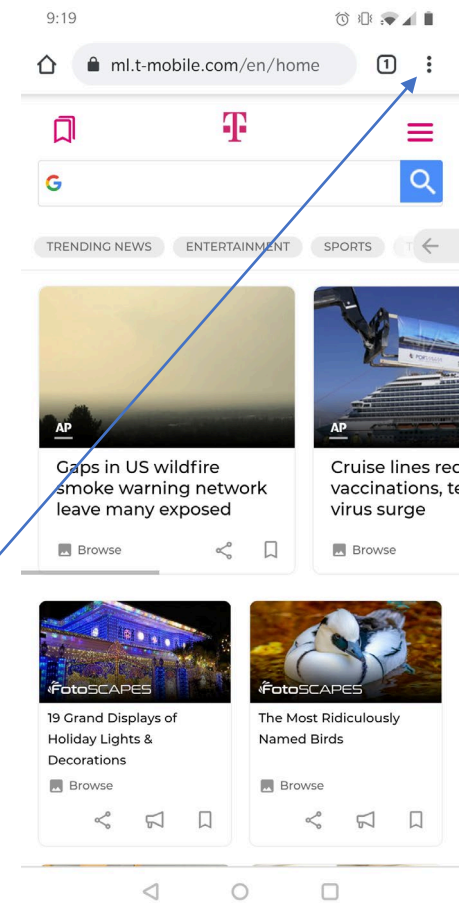 9:19
ml.t-mobile.com/en/home
1
T
G
TRENDING NEWS
ENTERTAINMENT
SPORTS
AP
Gaps in US wildfire
smoke warning network
leave many exposed
Browse
AP
Cruise lines rec
vaccinations, te
virus surge
Browse
FotoSCAPES
19 Grand Displays of
Holiday Lights &
Decorations
Browse
FotoSCAPES
The Most Ridiculously
Named Birds
Browse